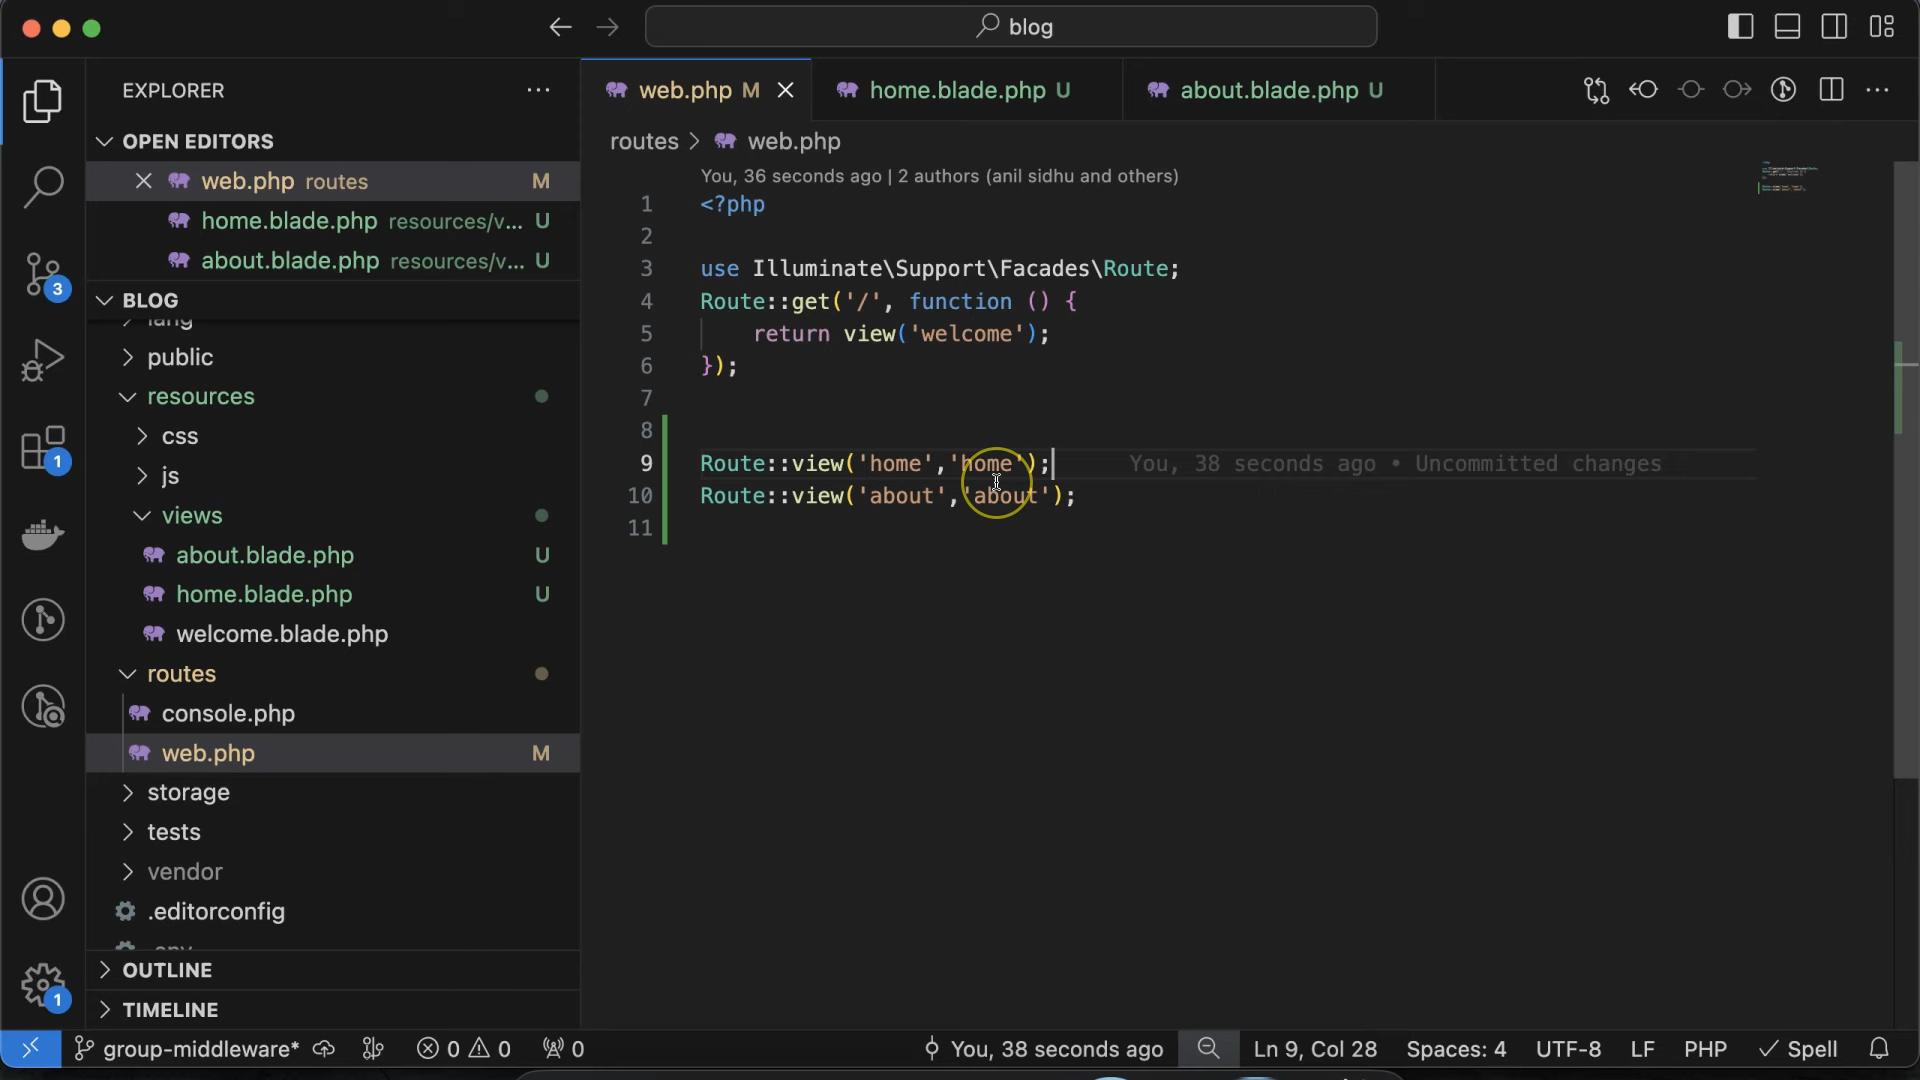 blog
EXPLORER
web.php M
home.blade.php U
about.blade.php U
OPEN EDITORS
web.php routes M
home.blade.php resources/v... U
about.blade.php resources/v... U
BLOG
lang
public
resources
css
js
views
about.blade.php U
home.blade.php U
welcome.blade.php
routes
console.php
web.php M
storage
tests
vendor
.editorconfig
.env
OUTLINE
TIMELINE
3
1
1
routes > web.php
You, 36 seconds ago | 2 authors (anil sidhu and others)
1 <?php
2
3 use Illuminate\Support\Facades\Route;
4 Route::get('/', function () {
5 return view('welcome');
6 });
7
8
9 Route::view('home','home'); You, 38 seconds ago • Uncommitted changes
10 Route::view('about','about');
11
group-middleware* 0 0 0 You, 38 seconds ago Ln 9, Col 28 Spaces: 4 UTF-8 LF PHP Spell